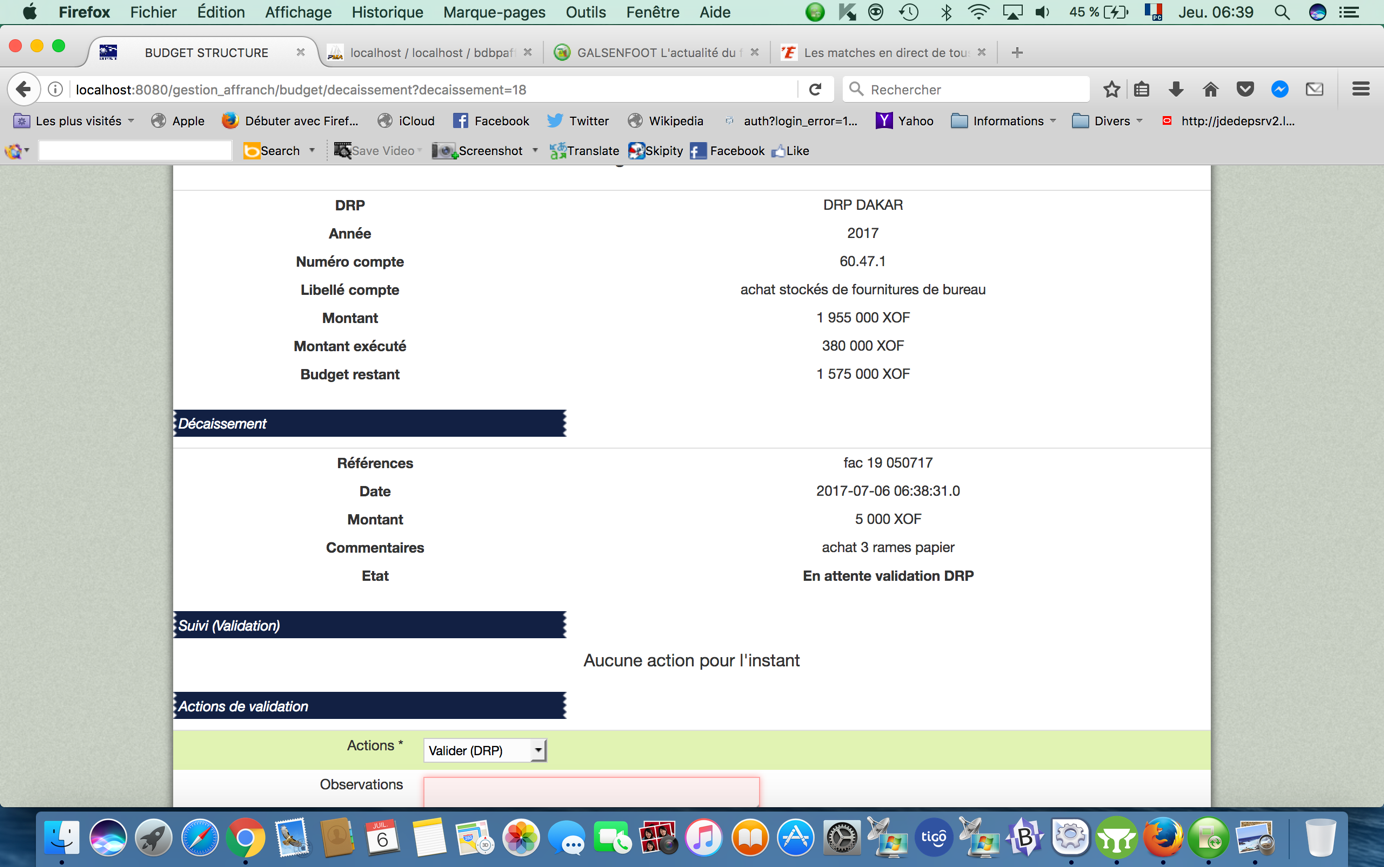 Firefox Fichier Édition Affichage Historique Marque-pages Outils Fenêtre Aide 45 % Jeu. 06:39
BUDGET STRUCTURE localhost / localhost / bdbpaf GALSENFOOT L'actualité du f Les matches en direct de tou
localhost:8080/gestion_affranch/budget/decaissement?decaissement=18 Rechercher
Les plus visités Apple Débuter avec Firef... iCloud Facebook Twitter Wikipedia auth?login_error=1... Yahoo Informations Divers http://jdedepsrv2.l...
Search Save Video Screenshot Translate Skipity Facebook Like
DRP DRP DAKAR
Année 2017
Numéro compte 60.47.1
Libellé compte achat stockés de fournitures de bureau
Montant 1 955 000 XOF
Montant exécuté 380 000 XOF
Budget restant 1 575 000 XOF
Décaissement
Références fac 19 050717
Date 2017-07-06 06:38:31.0
Montant 5 000 XOF
Commentaires achat 3 rames papier
Etat En attente validation DRP
Suivi (Validation)
Aucune action pour l'instant
Actions de validation
Actions * Valider (DRP)
Observations
JUIL. 6 3D tigo B